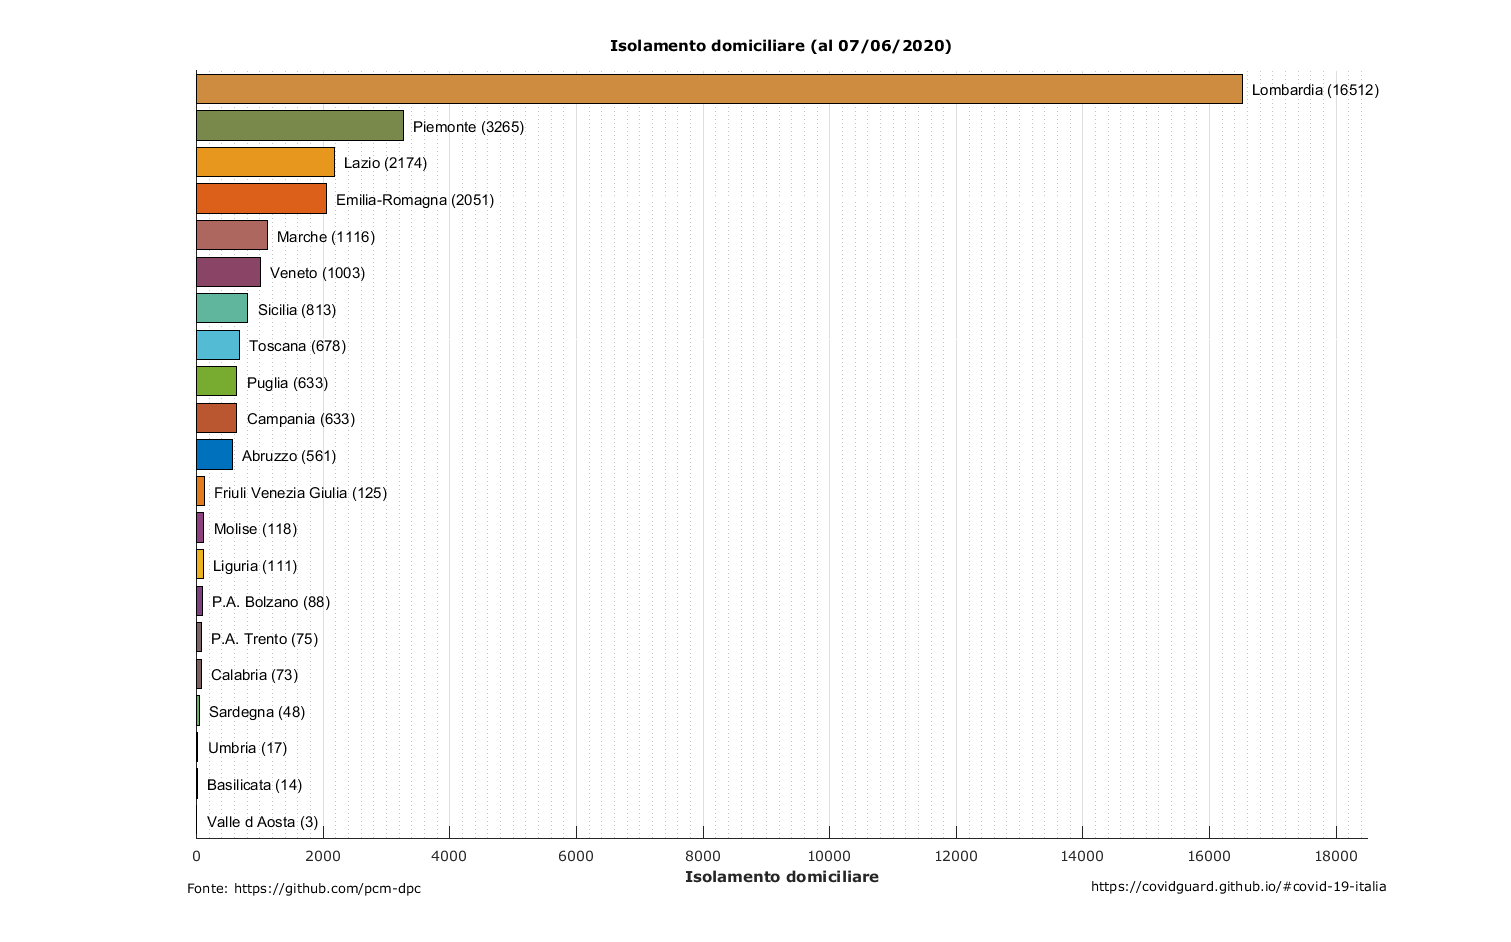 Isolamento domiciliare (al 07/06/2020)
Lombardia (16512)
Piemonte (3265)
Lazio (2174)
Emilia-Romagna (2051)
Marche (1116)
Veneto (1003)
Sicilia (813)
Toscana (678)
Puglia (633)
Campania (633)
Abruzzo (561)
Friuli Venezia Giulia (125)
Molise (118)
Liguria (111)
P.A. Bolzano (88)
P.A. Trento (75)
Calabria (73)
Sardegna (48)
Umbria (17)
Basilicata (14)
Valle d Aosta (3)
0 2000 4000 6000 8000 10000 12000 14000 16000 18000
Isolamento domiciliare
Fonte: https://github.com/pcm-dpc
https://covidguard.github.io/#covid-19-italia